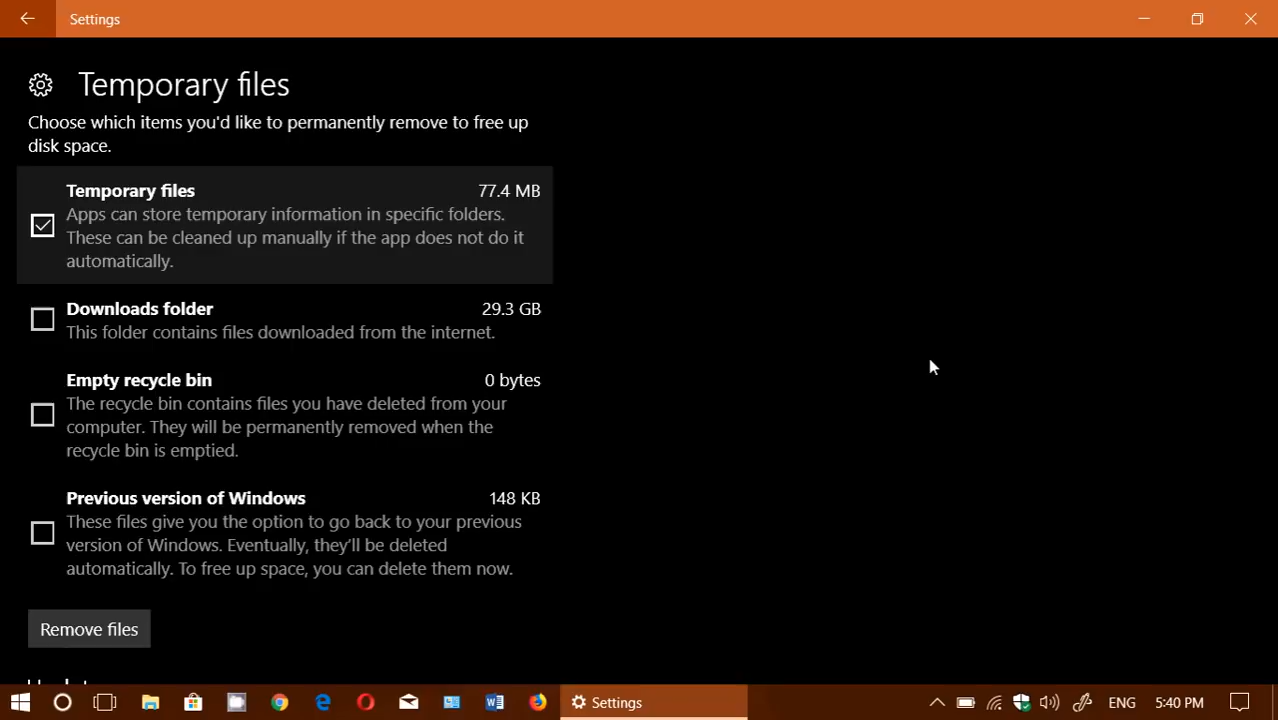 Settings
Temporary files
Choose which items you'd like to permanently remove to free up
disk space.
Temporary files 77.4 MB
Apps can store temporary information in specific folders.
These can be cleaned up manually if the app does not do it
automatically.
Downloads folder 29.3 GB
This folder contains files downloaded from the internet.
Empty recycle bin 0 bytes
The recycle bin contains files you have deleted from your
computer. They will be permanently removed when the
recycle bin is emptied.
Previous version of Windows 148 KB
These files give you the option to go back to your previous
version of Windows. Eventually, they'll be deleted
automatically. To free up space, you can delete them now.
Remove files
Settings ENG 5:40 PM